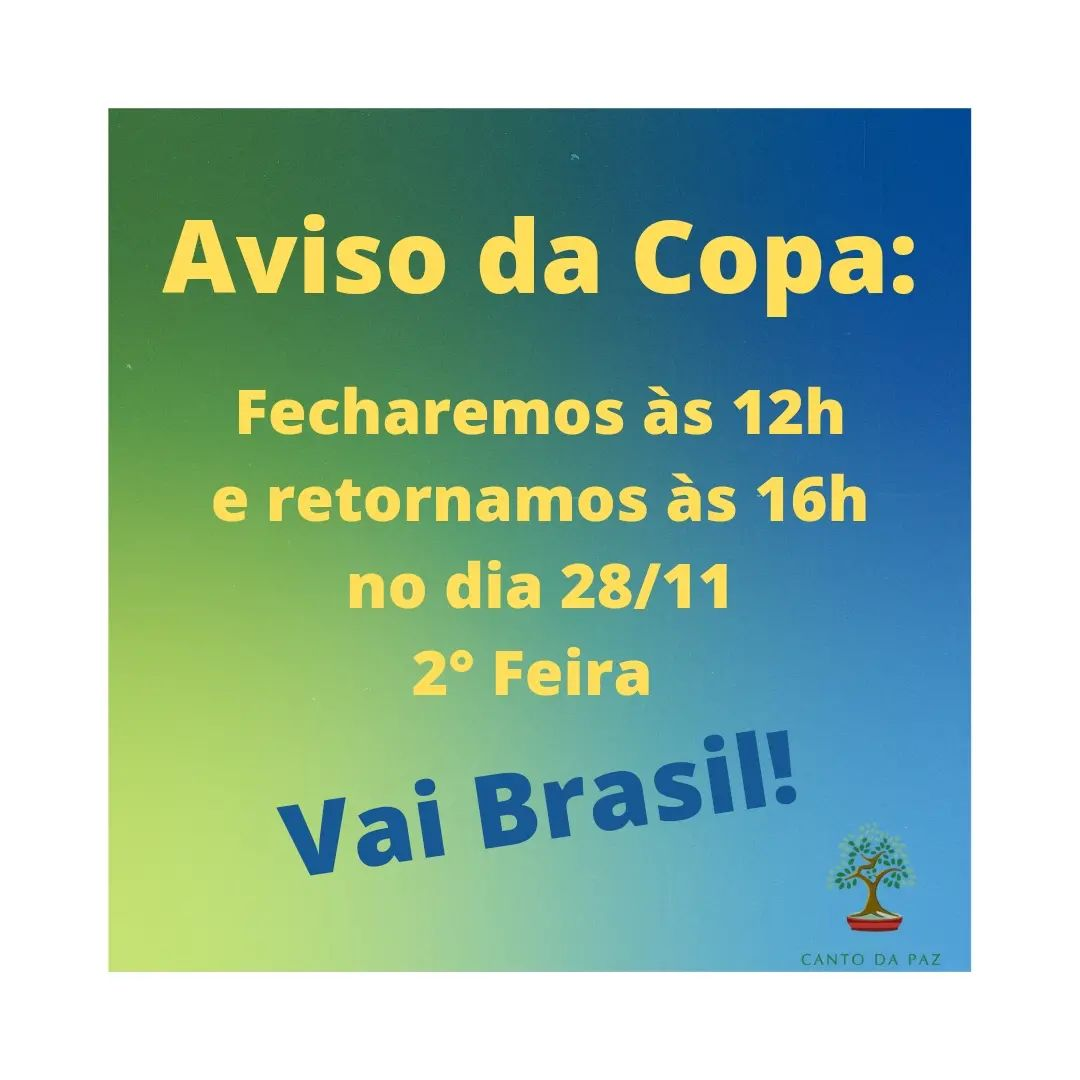 Aviso da Copa:
Fecharemos às 12h
e retornamos às 16h
no dia 28/11
2° Feira
Vai Brasil!
CANTO DA PAZ